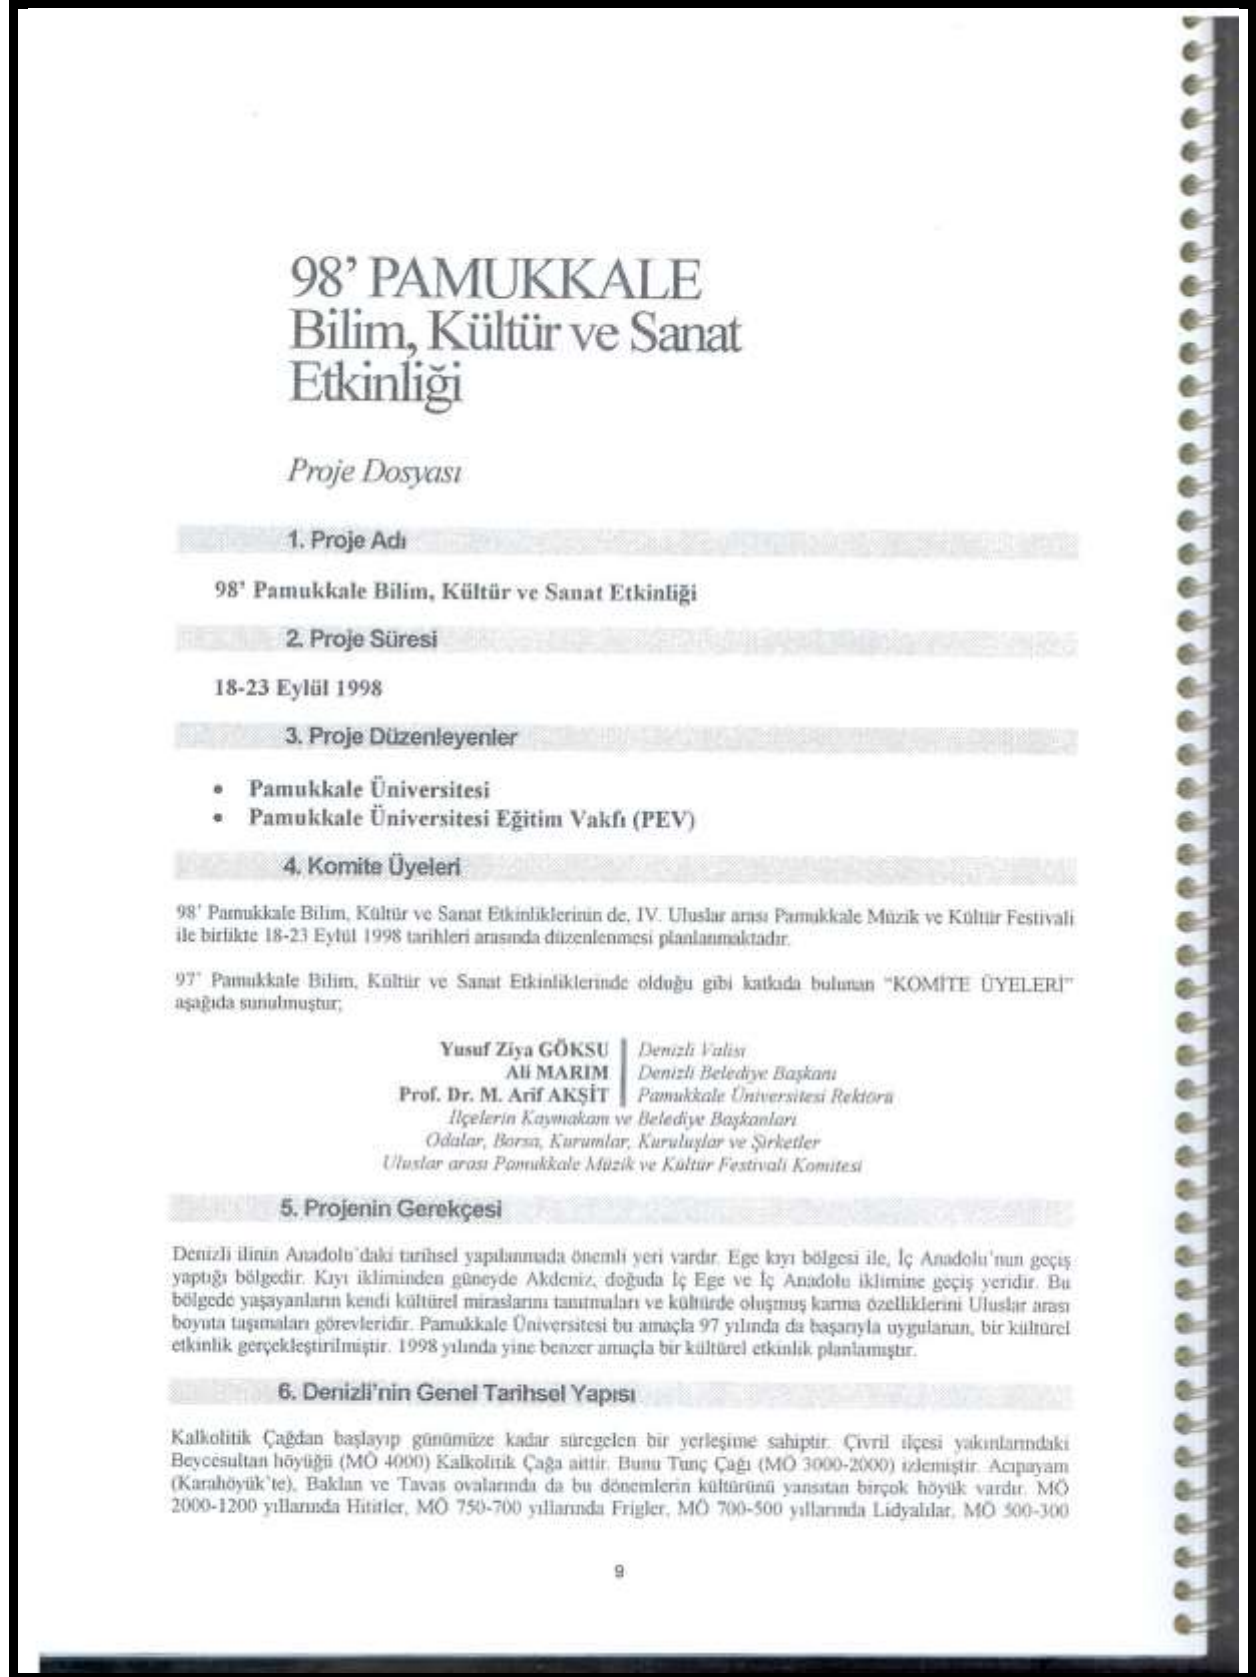 98’ PAMUKKALE
Bilim, Kültür ve Sanat
Etkinliği
Proje Dosyası
1. Proje Adı
98’ Pamukkale Bilim, Kültür ve Sanat Etkinliği
2. Proje Süresi
18-23 Eylül 1998
3. Proje Düzenleyenler
• Pamukkale Üniversitesi
• Pamukkale Üniversitesi Eğitim Vakfı (PEV)
4. Komite Üyeleri
98’ Pamukkale Bilim, Kültür ve Sanat Etkinliklerinin de, IV. Uluslar arası Pamukkale Müzik ve Kültür Festivali
ile birlikte 18-23 Eylül 1998 tarihleri arasında düzenlenmesi planlanmaktadır.
97’ Pamukkale Bilim, Kültür ve Sanat Etkinliklerinde olduğu gibi katkıda bulunan “KOMİTE ÜYELERİ”
aşağıda sunulmuştur;
Yusuf Ziya GÖKSU Denizli Valisi
Ali MARIM Denizli Belediye Başkanı
Prof. Dr. M. Arif AKŞİT Pamukkale Üniversitesi Rektörü
İlçelerin Kaymakam ve Belediye Başkanları
Odalar, Borsa, Kurumlar, Kuruluşlar ve Şirketler
Uluslar arası Pamukkale Müzik ve Kültür Festivali Komitesi
5. Projenin Gerekçesi
Denizli ilinin Anadolu’daki tarihsel yapılanmada önemli yeri vardır. Ege kıyı bölgesi ile, İç Anadolu’nun geçiş
yaptığı bölgedir. Kıyı ikliminden güneyde Akdeniz, doğuda İç Ege ve İç Anadolu iklimine geçiş yeridir. Bu
bölgede yaşayanların kendi kültürel miraslarını tanıtmaları ve kültürde oluşmuş karma özelliklerini Uluslar arası
boyuta taşımaları görevleridir. Pamukkale Üniversitesi bu amaçla 97 yılında da başarıyla uygulanan, bir kültürel
etkinlik gerçekleştirilmiştir. 1998 yılında yine benzer amaçla bir kültürel etkinlik planlamıştır.
6. Denizli’nin Genel Tarihsel Yapısı
Kalkolitik Çağdan başlayıp günümüze kadar süregelen bir yerleşime sahiptir. Çivril ilçesi yakınlarındaki
Beycesultan höyüğü (MÖ 4000) Kalkolitik Çağa aittir. Bunu Tunç Çağı (MÖ 3000-2000) izlemiştir. Acıpayam
(Karahöyük’te), Baklan ve Tavas ovalarında da bu dönemlerin kültürünü yansıtan birçok höyük vardır. MÖ
2000-1200 yıllarında Hititler, MÖ 750-700 yıllarında Frigler, MÖ 700-500 yıllarında Lidyalılar, MÖ 500-300
9